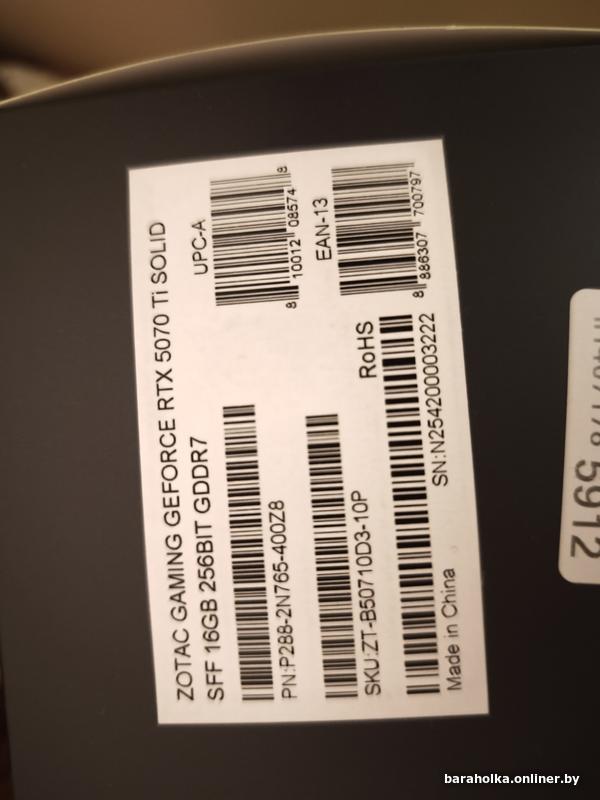 ZOTAC GAMING GEFORCE RTX 5070 Ti SOLID
SFF 16GB 256BIT GDDR7
UPC-A
8 10012 08574 8
PN:P288-2N765-400Z8
EAN-13
8 886307 700797
SKU:ZT-B50710D3-10P
RoHS
SN:N254200003222
Made in China
5912
baraholka.onliner.by